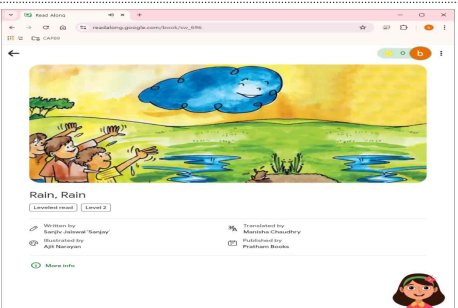 Read Along
readalong.google.com/book/sw_696
CAPES
0 b
Rain, Rain
Leveled read Level 2
Written by
Sanjiv Jaiswal 'Sanjay'
Translated by
Manisha Chaudhry
Illustrated by
Ajit Narayan
Published by
Pratham Books
More info